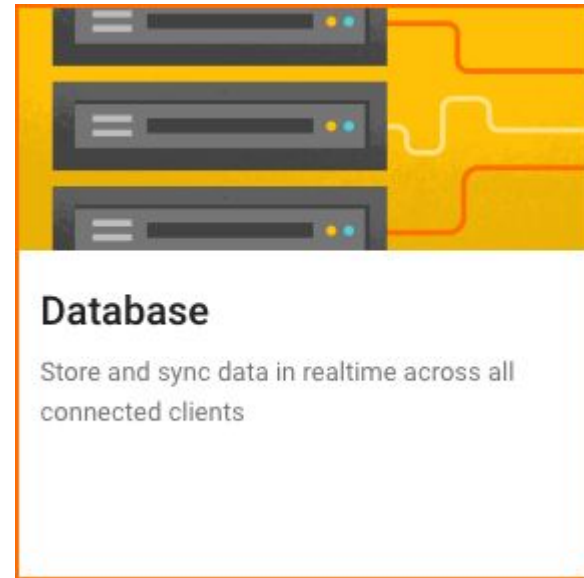 Database
Store and sync data in realtime across all
connected clients